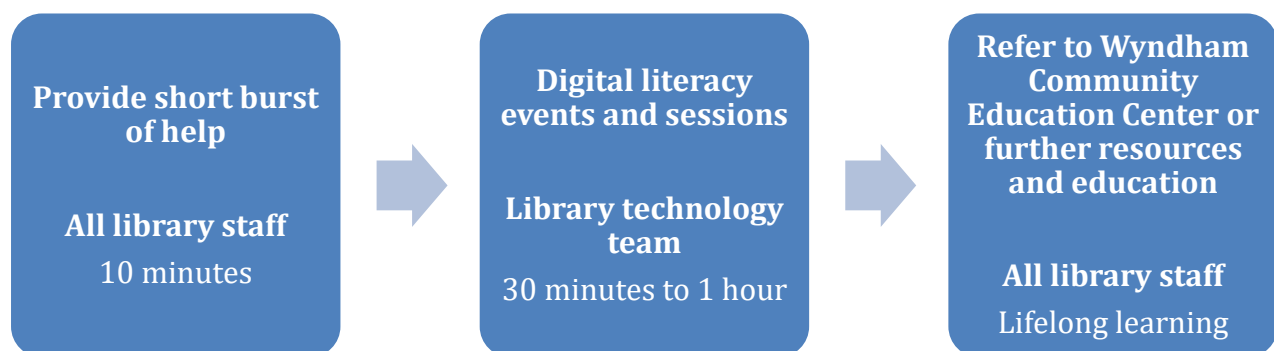 Provide short burst
of help
All library staff
10 minutes
Digital literacy
events and sessions
Library technology
team
30 minutes to 1 hour
Refer to Wyndham
Community
Education Center or
further resources
and education
All library staff
Lifelong learning